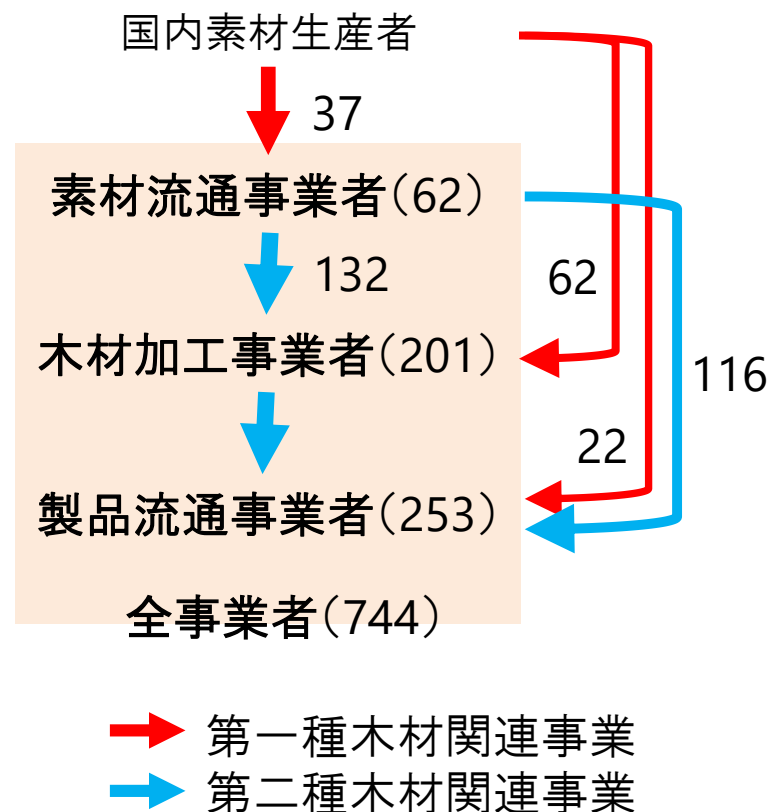 国内素材生産者
37
素材流通事業者(62)
132
62
木材加工事業者(201)
116
22
製品流通事業者(253)
全事業者(744)
第一種木材関連事業
第二種木材関連事業